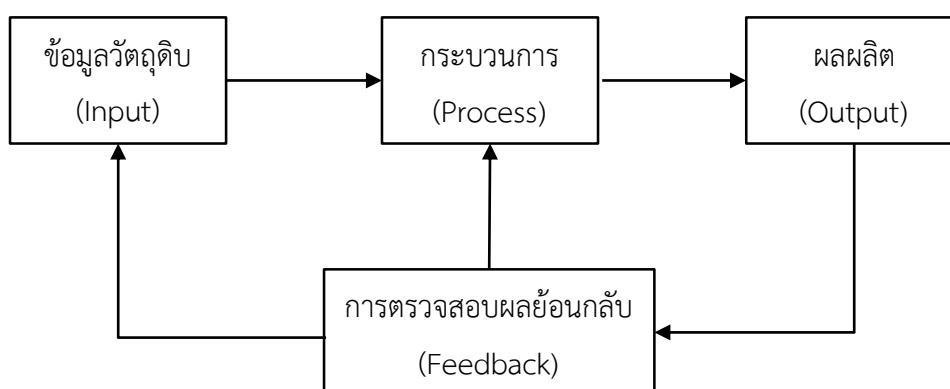 ข้อมูลวัตถุดิบ
(Input)
กระบวนการ
(Process)
ผลผลิต
(Output)
การตรวจสอบผลย้อนกลับ
(Feedback)